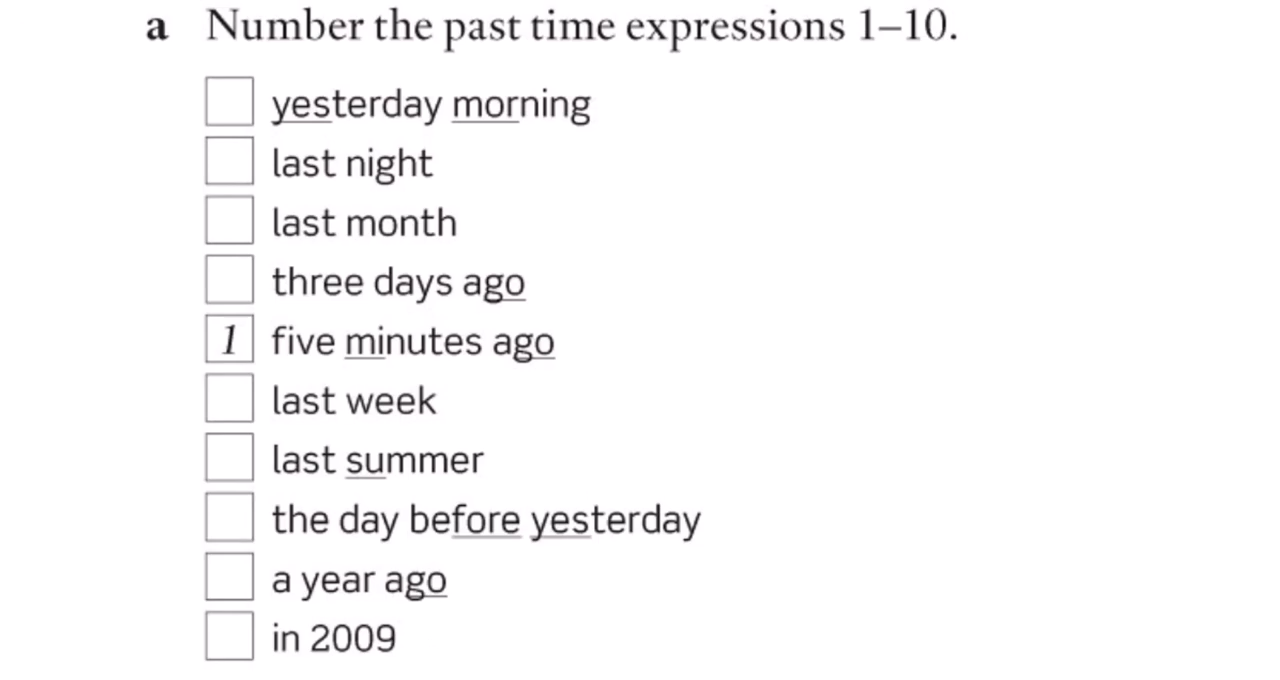 a Number the past time expressions 1–10.
yesterday morning
last night
last month
three days ago
1 five minutes ago
last week
last summer
the day before yesterday
a year ago
in 2009